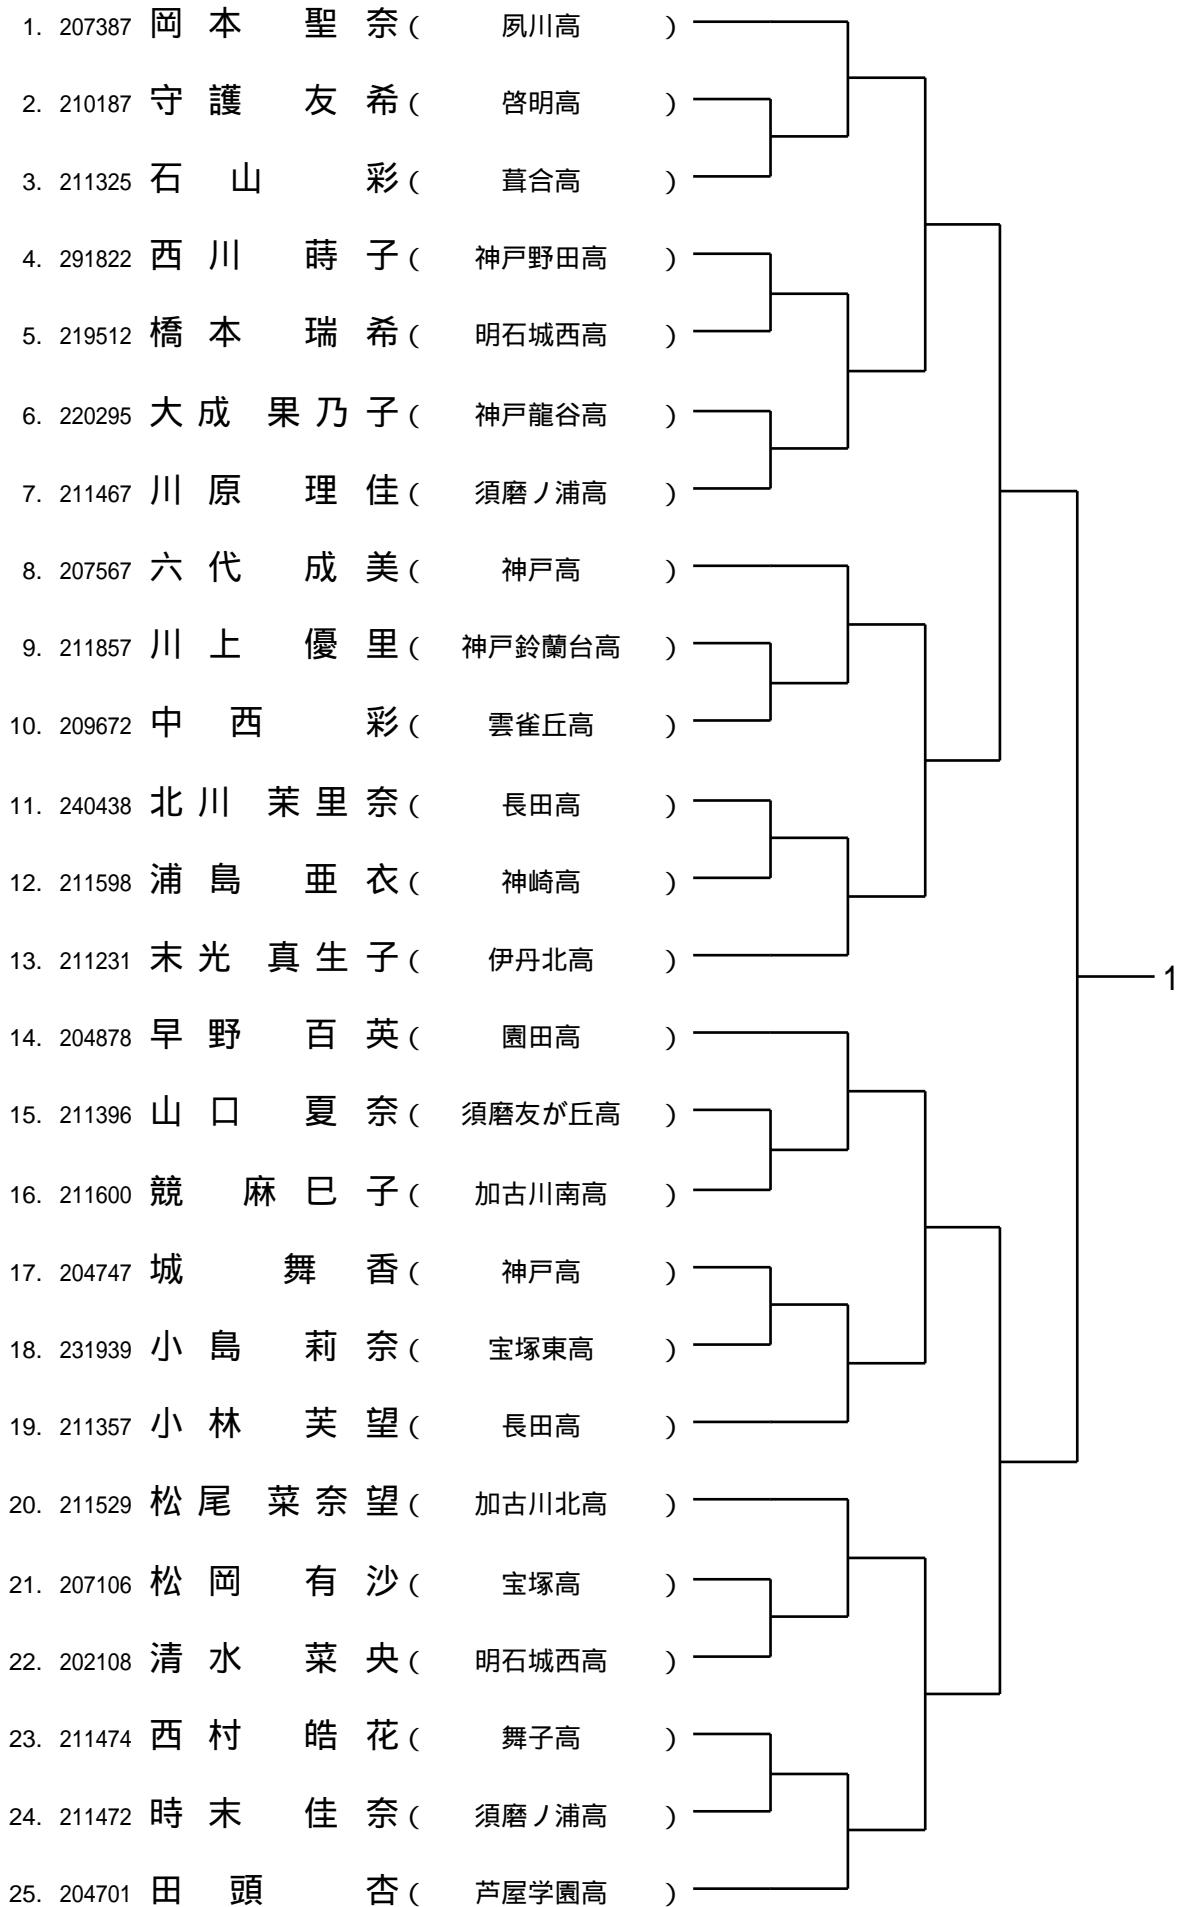 1. 207387 岡本 聖奈 ( 夙川高 )
2. 210187 守護 友希 ( 啓明高 )
3. 211325 石山 彩 ( 葺合高 )
4. 291822 西川 蒔子 ( 神戸野田高 )
5. 219512 橋本 瑞希 ( 明石城西高 )
6. 220295 大成 果乃子 ( 神戸龍谷高 )
7. 211467 川原 理佳 ( 須磨ノ浦高 )
8. 207567 六代 成美 ( 神戸高 )
9. 211857 川上 優里 ( 神戸鈴蘭台高 )
10. 209672 中西 彩 ( 雲雀丘高 )
11. 240438 北川 茉里奈 ( 長田高 )
12. 211598 浦島 亜衣 ( 神崎高 )
13. 211231 末光 真生子 ( 伊丹北高 )
1
14. 204878 早野 百英 ( 園田高 )
15. 211396 山口 夏奈 ( 須磨友が丘高 )
16. 211600 競 麻巳子 ( 加古川南高 )
17. 204747 城 舞香 ( 神戸高 )
18. 231939 小島 莉奈 ( 宝塚東高 )
19. 211357 小林 芙望 ( 長田高 )
20. 211529 松尾 菜奈望 ( 加古川北高 )
21. 207106 松岡 有沙 ( 宝塚高 )
22. 202108 清水 菜央 ( 明石城西高 )
23. 211474 西村 皓花 ( 舞子高 )
24. 211472 時末 佳奈 ( 須磨ノ浦高 )
25. 204701 田頭 杏 ( 芦屋学園高 )